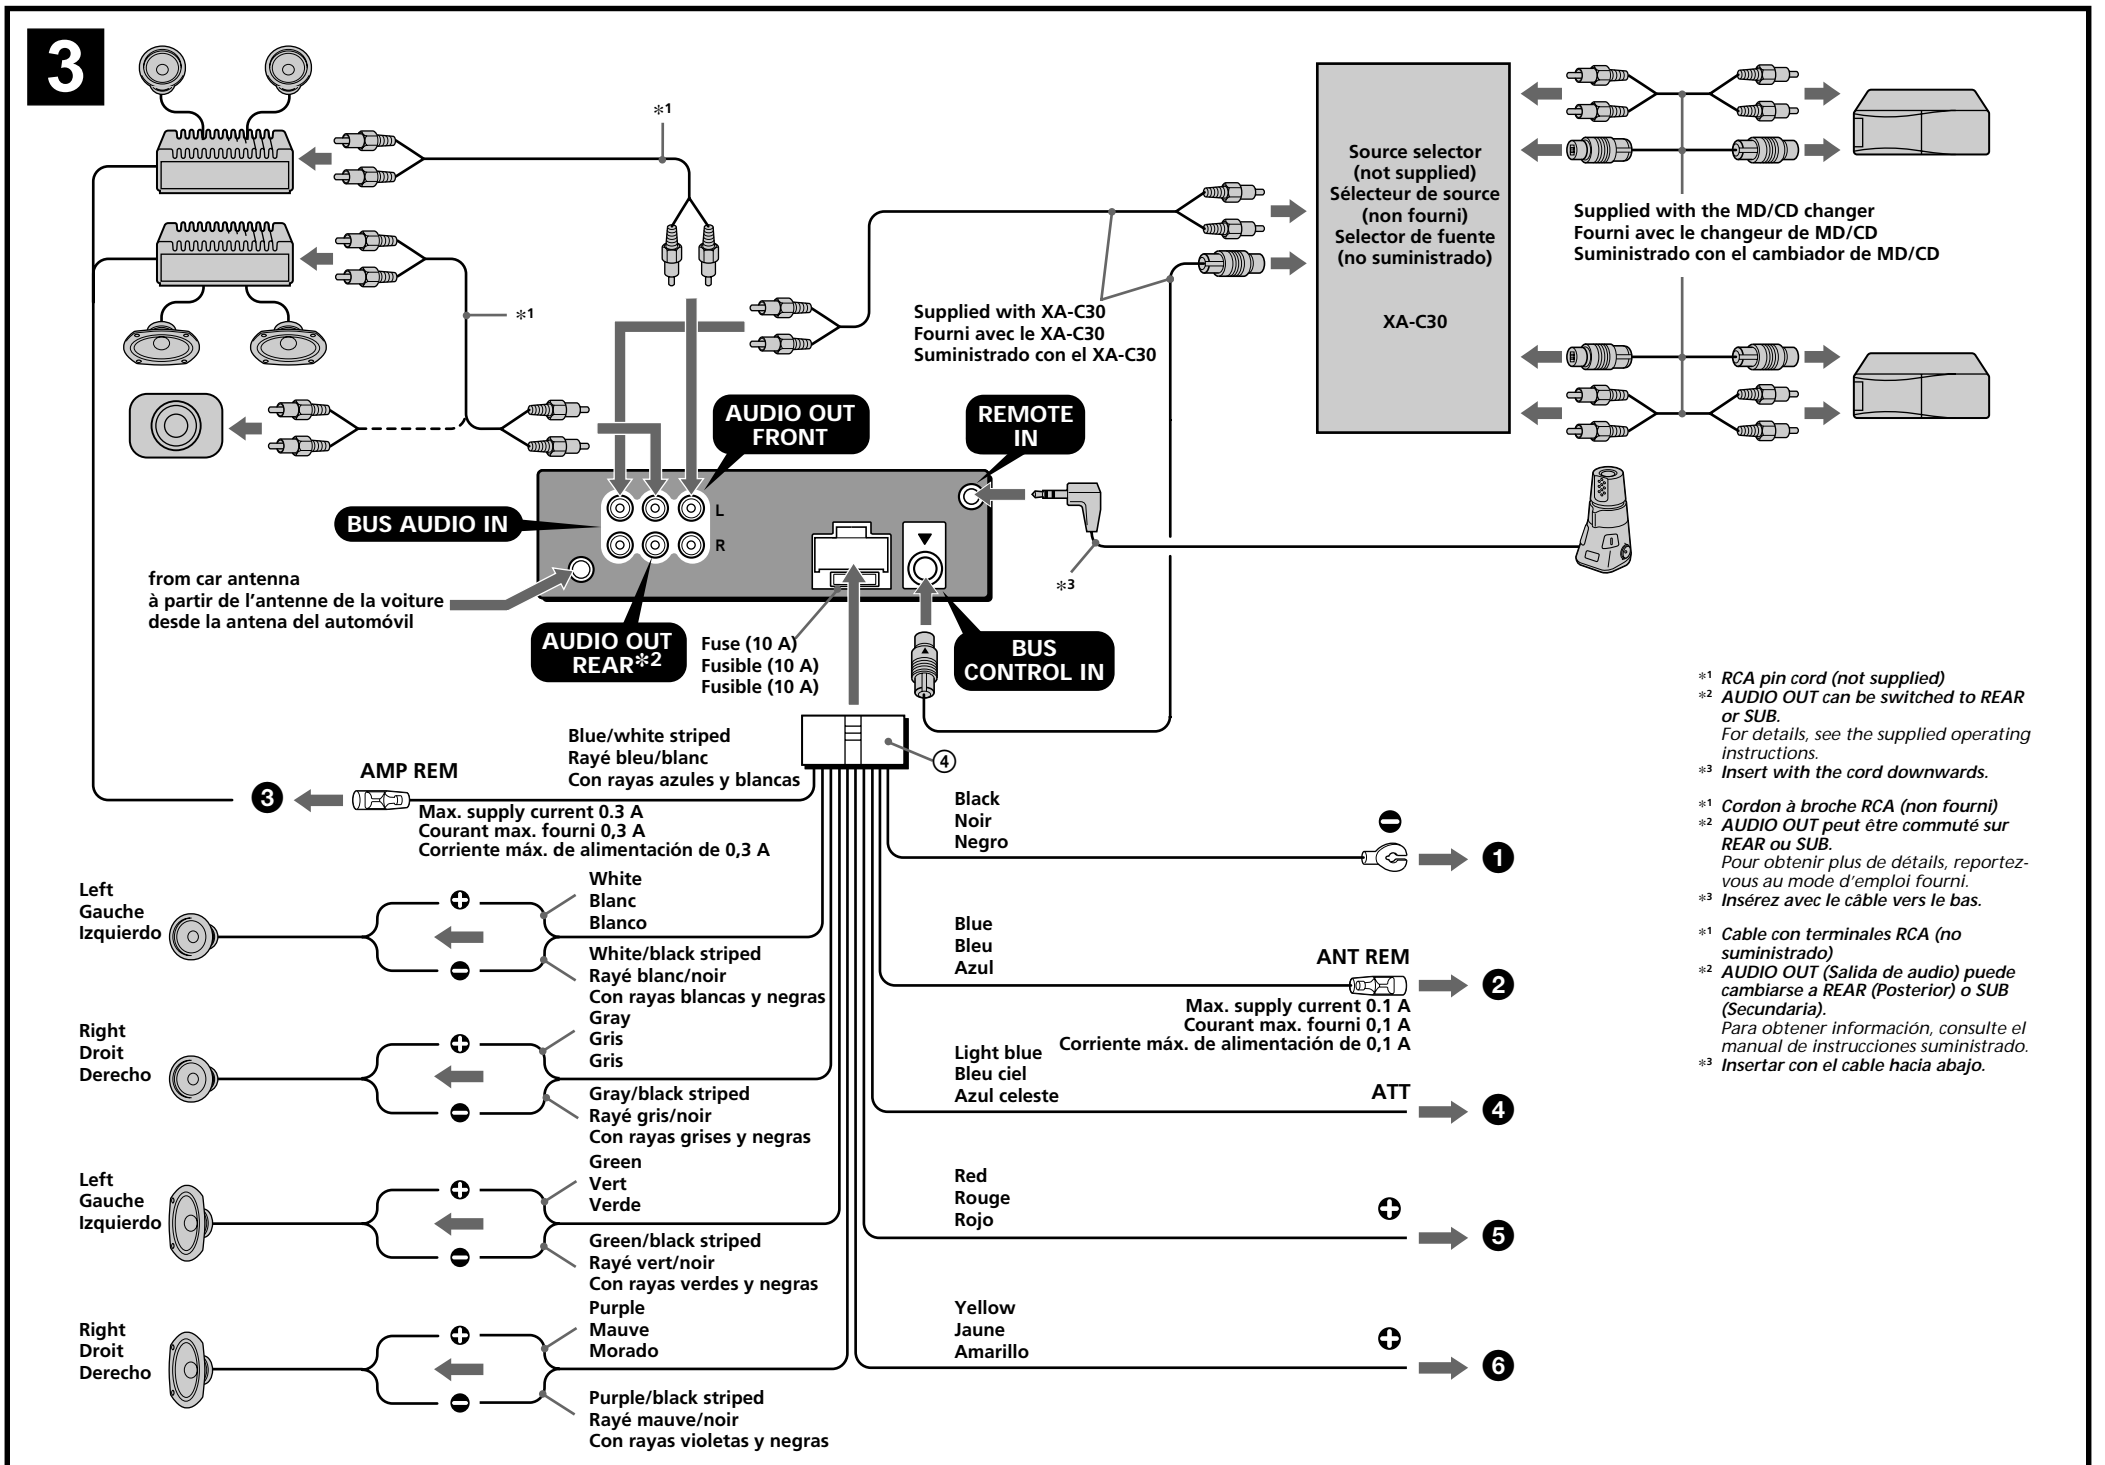 3
*1
*1
Source selector
(not supplied)
Sélecteur de source
(non fourni)
Selector de fuente
(no suministrado)
XA-C30
Supplied with the MD/CD changer
Fourni avec le changeur de MD/CD
Suministrado con el cambiador de MD/CD
Supplied with XA-C30
Fourni avec le XA-C30
Suministrado con el XA-C30
AUDIO OUT
FRONT
REMOTE
IN
BUS AUDIO IN
L
R
*3
from car antenna
à partir de l'antenne de la voiture
desde la antena del automóvil
AUDIO OUT
REAR*2
Fuse (10 A)
Fusible (10 A)
Fusible (10 A)
BUS
CONTROL IN
*1 RCA pin cord (not supplied)
*2 AUDIO OUT can be switched to REAR
or SUB.
For details, see the supplied operating
instructions.
*3 Insert with the cord downwards.
*1 Cordon à broche RCA (non fourni)
*2 AUDIO OUT peut être commuté sur
REAR ou SUB.
Pour obtenir plus de détails, reportez-
vous au mode d'emploi fourni.
*3 Insérez avec le câble vers le bas.
*1 Cable con terminales RCA (no
suministrado)
*2 AUDIO OUT (Salida de audio) puede
cambiarse a REAR (Posterior) o SUB
(Secundaria).
Para obtener información, consulte el
manual de instrucciones suministrado.
*3 Insertar con el cable hacia abajo.
Blue/white striped
Rayé bleu/blanc
Con rayas azules y blancas
④
❸
AMP REM
Max. supply current 0.3 A
Courant max. fourni 0,3 A
Corriente máx. de alimentación de 0,3 A
Black
Noir
Negro
❶
Left
Gauche
Izquierdo
White
Blanc
Blanco
White/black striped
Rayé blanc/noir
Con rayas blancas y negras
Blue
Bleu
Azul
ANT REM
❷
Max. supply current 0.1 A
Courant max. fourni 0,1 A
Corriente máx. de alimentación de 0,1 A
Right
Droit
Derecho
Gray
Gris
Gris
Gray/black striped
Rayé gris/noir
Con rayas grises y negras
Light blue
Bleu ciel
Azul celeste
ATT
❹
Left
Gauche
Izquierdo
Green
Vert
Verde
Green/black striped
Rayé vert/noir
Con rayas verdes y negras
Red
Rouge
Rojo
❺
Right
Droit
Derecho
Purple
Mauve
Morado
Purple/black striped
Rayé mauve/noir
Con rayas violetas y negras
Yellow
Jaune
Amarillo
❻